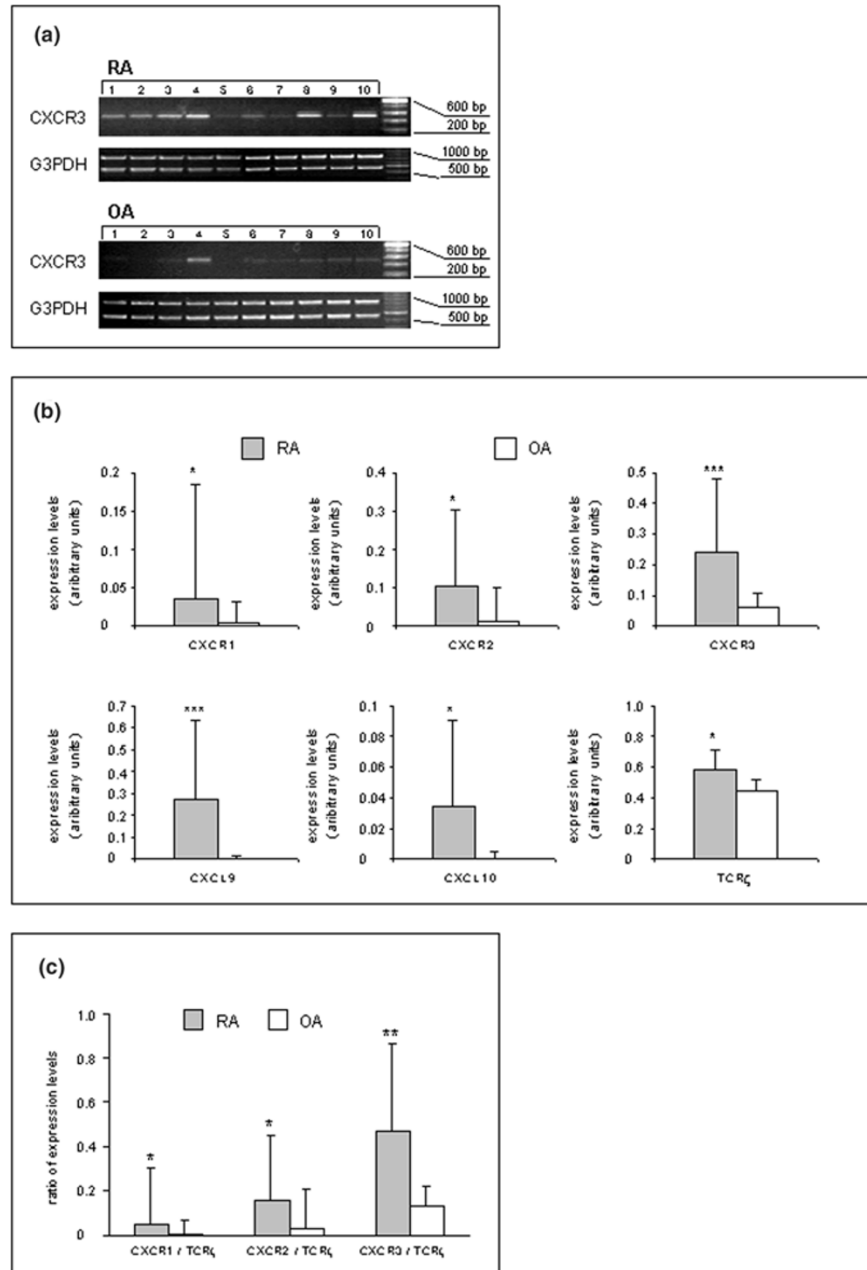 (a)
RA
1 2 3 4 5 6 7 8 9 10
CXCR3
600 bp
200 bp
G3PDH
1000 bp
500 bp
OA
1 2 3 4 5 6 7 8 9 10
CXCR3
600 bp
200 bp
G3PDH
1000 bp
500 bp
(b)
RA OA
expression levels
(aribitrary units)
0.2
0.15
0.1
0.05
0
*
CXCR1
expression levels
(aribitrary units)
0.4
0.3
0.2
0.1
0
*
CXCR2
expression levels
(aribitrary units)
0.5
0.4
0.3
0.2
0.1
0
***
CXCR3
expression levels
(aribitrary units)
0.7
0.6
0.5
0.4
0.3
0.2
0.1
0
***
CXCL9
expression levels
(aribitrary units)
0.1
0.08
0.06
0.04
0.02
0
*
CXCL10
expression levels
(aribitrary units)
1.0
0.8
0.6
0.4
0.2
0
*
TCRζ
(c)
RA OA
ratio of expression levels
1.0
0.8
0.6
0.4
0.2
0
*
*
**
CXCR1 / TCRζ CXCR2 / TCRζ CXCR3 / TCRζ